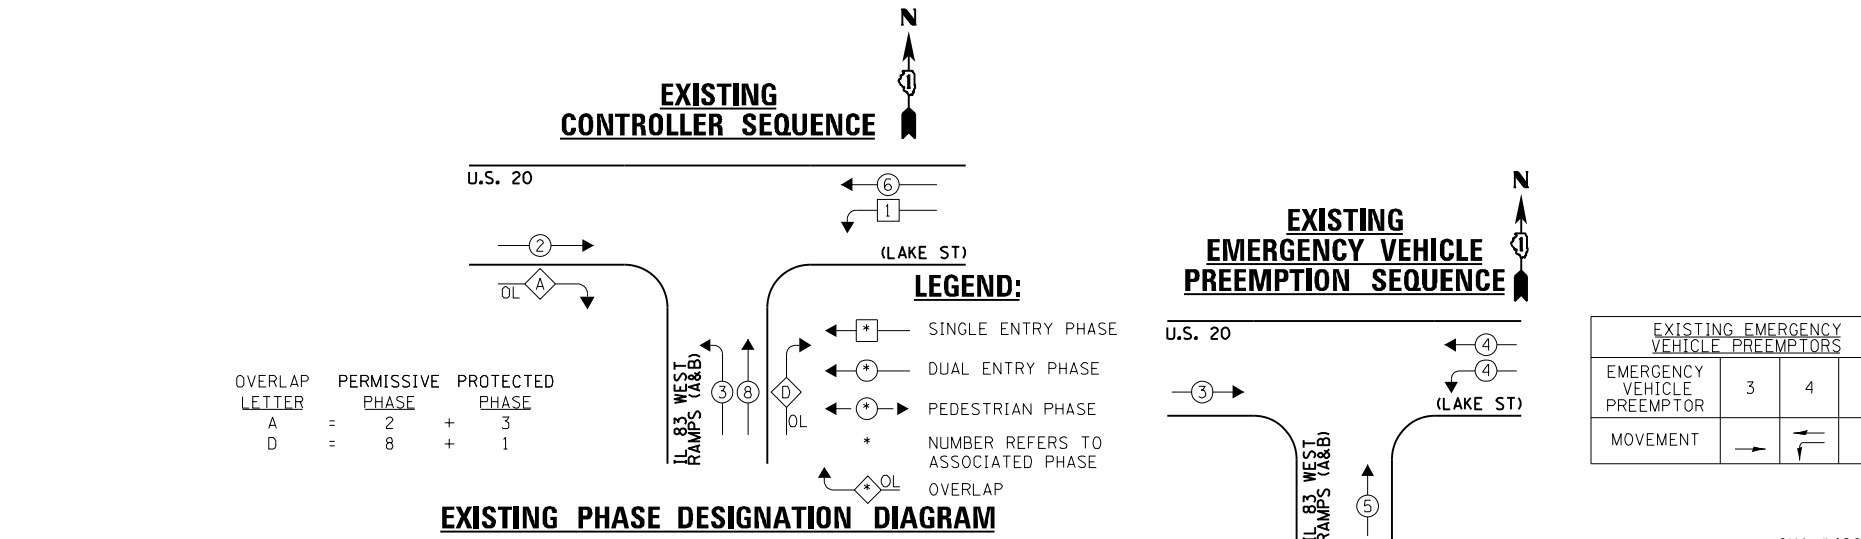 N
EXISTING
CONTROLLER SEQUENCE
U.S. 20
6
1
2
(LAKE ST)
OL A
LEGEND:
* SINGLE ENTRY PHASE
* DUAL ENTRY PHASE
* PEDESTRIAN PHASE
* NUMBER REFERS TO
ASSOCIATED PHASE
* OL OVERLAP
3 8 D
OL
IL 83 WEST
RAMPS (A&B)
OVERLAP PERMISSIVE PROTECTED
LETTER PHASE PHASE
A = 2 + 3
D = 8 + 1
EXISTING PHASE DESIGNATION DIAGRAM
N
EXISTING
EMERGENCY VEHICLE
PREEMPTION SEQUENCE
U.S. 20
4
4
3
(LAKE ST)
IL 83 WEST
RAMPS (A&B)
5
EXISTING EMERGENCY
VEHICLE PREEMPTORS
EMERGENCY
VEHICLE
PREEMPTOR
3 4
MOVEMENT